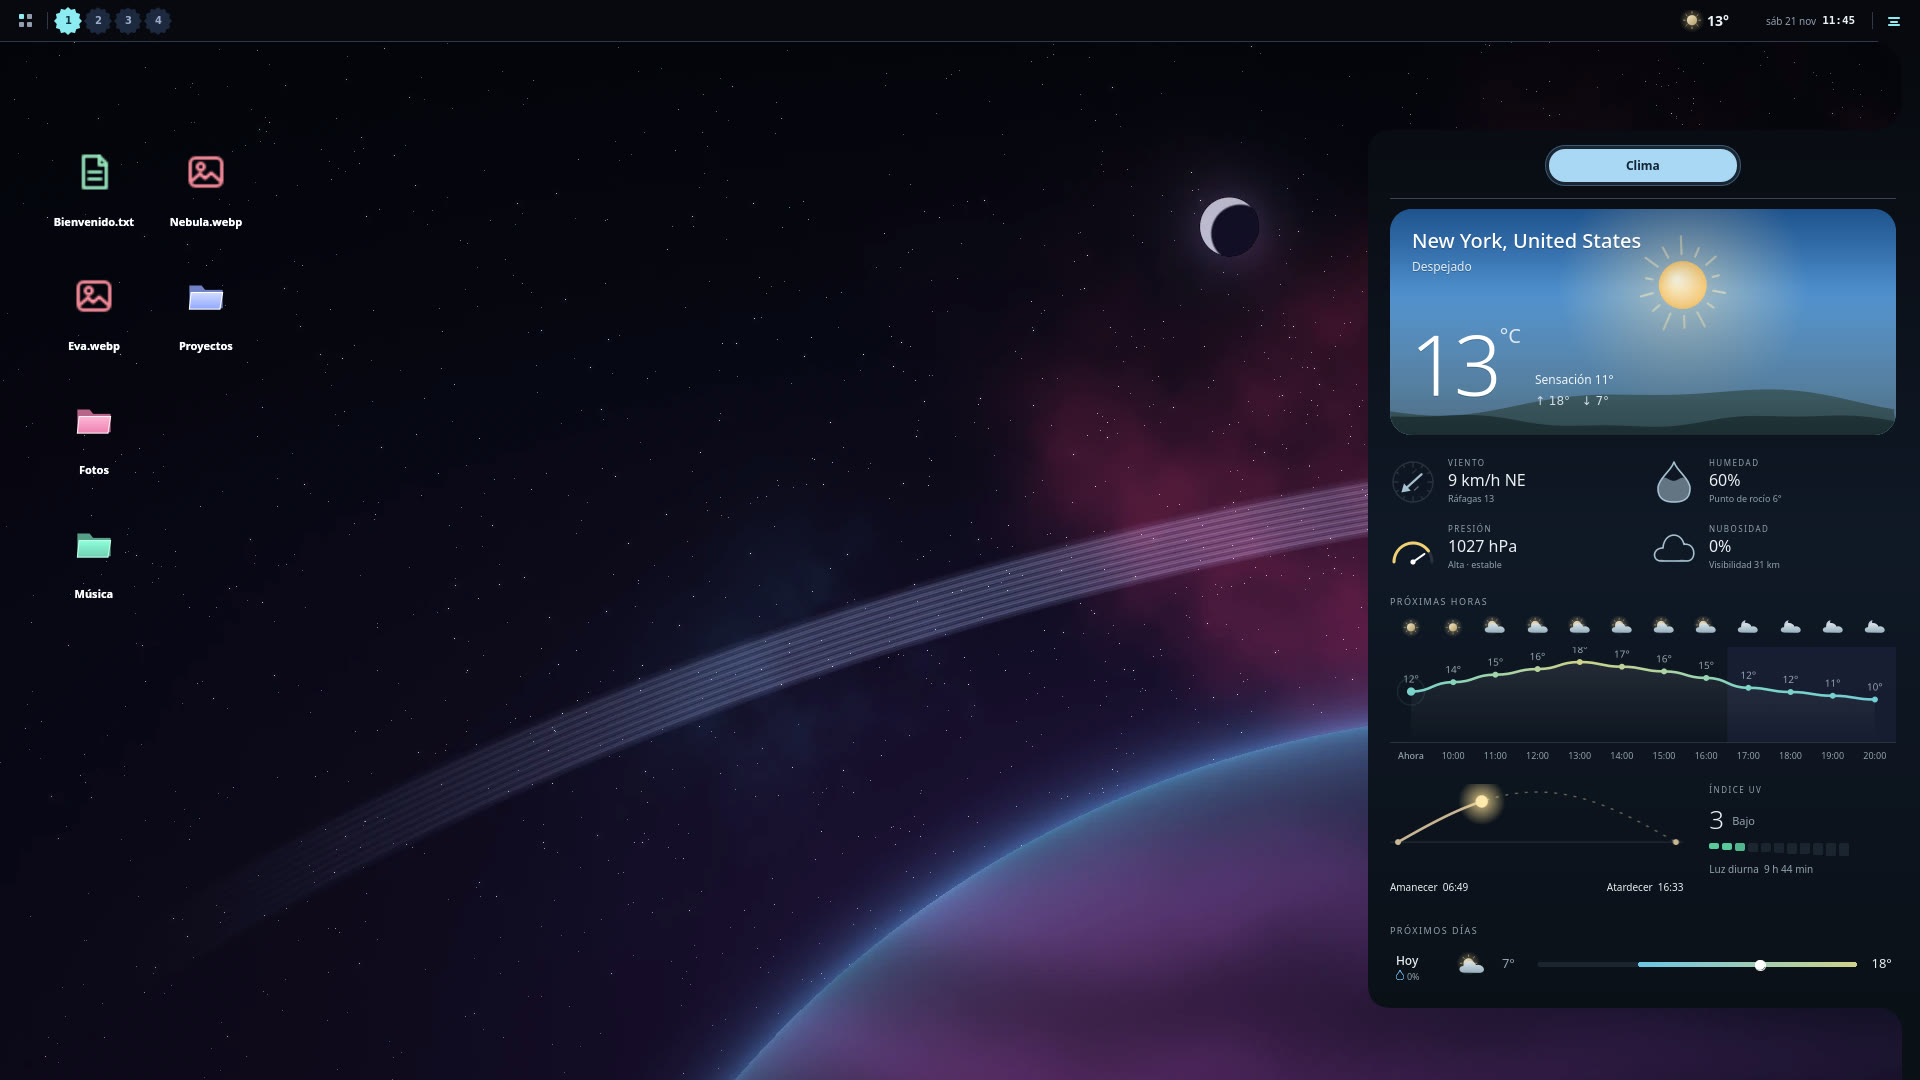 1 2 3 4
13° sáb 21 nov 11:45
Bienvenido.txt
Nebula.webp
Eva.webp
Proyectos
Fotos
Música
Clima
New York, United States
Despejado
13 °C
Sensación 11°
↑ 18° ↓ 7°
VIENTO
9 km/h NE
Ráfagas 13
HUMEDAD
60%
Punto de rocío 6°
PRESIÓN
1027 hPa
Alta · estable
NUBOSIDAD
0%
Visibilidad 31 km
PRÓXIMAS HORAS
12° 14° 15° 16° 18° 17° 16° 15° 12° 12° 11° 10°
Ahora 10:00 11:00 12:00 13:00 14:00 15:00 16:00 17:00 18:00 19:00 20:00
Amanecer 06:49
Atardecer 16:33
ÍNDICE UV
3 Bajo
Luz diurna 9 h 44 min
PRÓXIMOS DÍAS
Hoy
0%
7°
18°